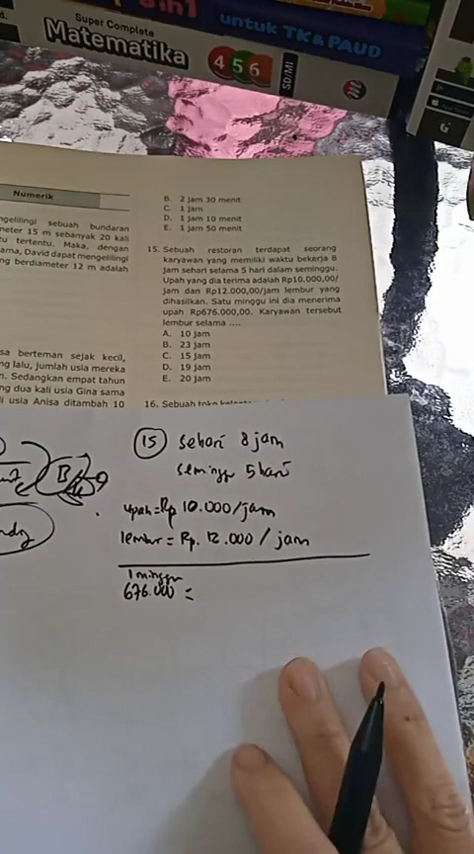 Super Complete
Matematika
4 5 6
SD/MI
untuk TK & PAUD
Numerik
ngelilingi sebuah bundaran
meter 15 m sebanyak 20 kali
tu tertentu. Maka, dengan
ama, David dapat mengelilingi
ng berdiameter 12 m adalah
sa berteman sejak kecil,
ng lalu, jumlah usia mereka
n. Sedangkan empat tahun
ng dua kali usia Gina sama
i usia Anisa ditambah 10
B. 2 jam 30 menit
C. 1 jam
D. 1 jam 10 menit
E. 1 jam 50 menit
15. Sebuah restoran terdapat seorang
karyawan yang memiliki waktu bekerja 8
jam sehari selama 5 hari dalam seminggu.
Upah yang dia terima adalah Rp10.000,00/
jam dan Rp12.000,00/jam lembur yang
dihasilkan. Satu minggu ini dia menerima
upah Rp676.000,00. Karyawan tersebut
lembur selama ....
A. 10 jam
B. 23 jam
C. 15 jam
D. 19 jam
E. 20 jam
16. Sebuah toko
15 sehari 8 jam
seminggu 5 hari
upah = Rp 10.000/jam
lembur = Rp. 12.000 / jam
1 minggu
676.000 =